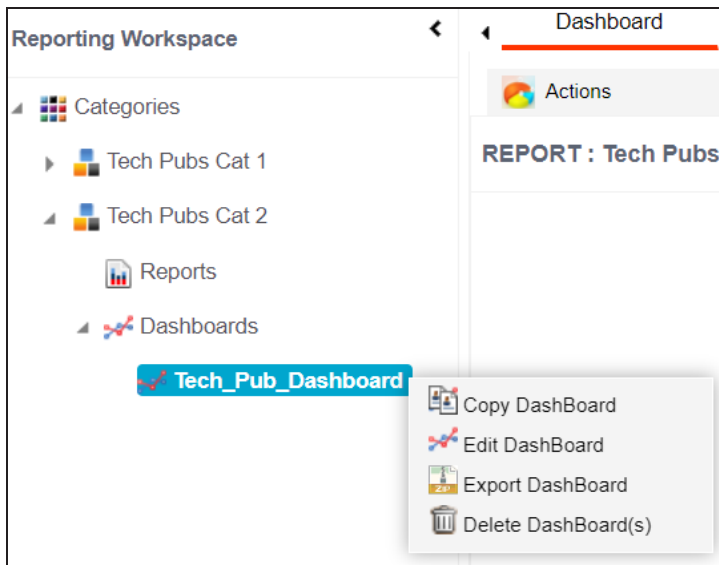 Reporting Workspace
Dashboard
Categories
Actions
Tech Pubs Cat 1
REPORT : Tech Pubs
Tech Pubs Cat 2
Reports
Dashboards
Tech_Pub_Dashboard
Copy DashBoard
Edit DashBoard
ZIP
Export DashBoard
Delete DashBoard(s)